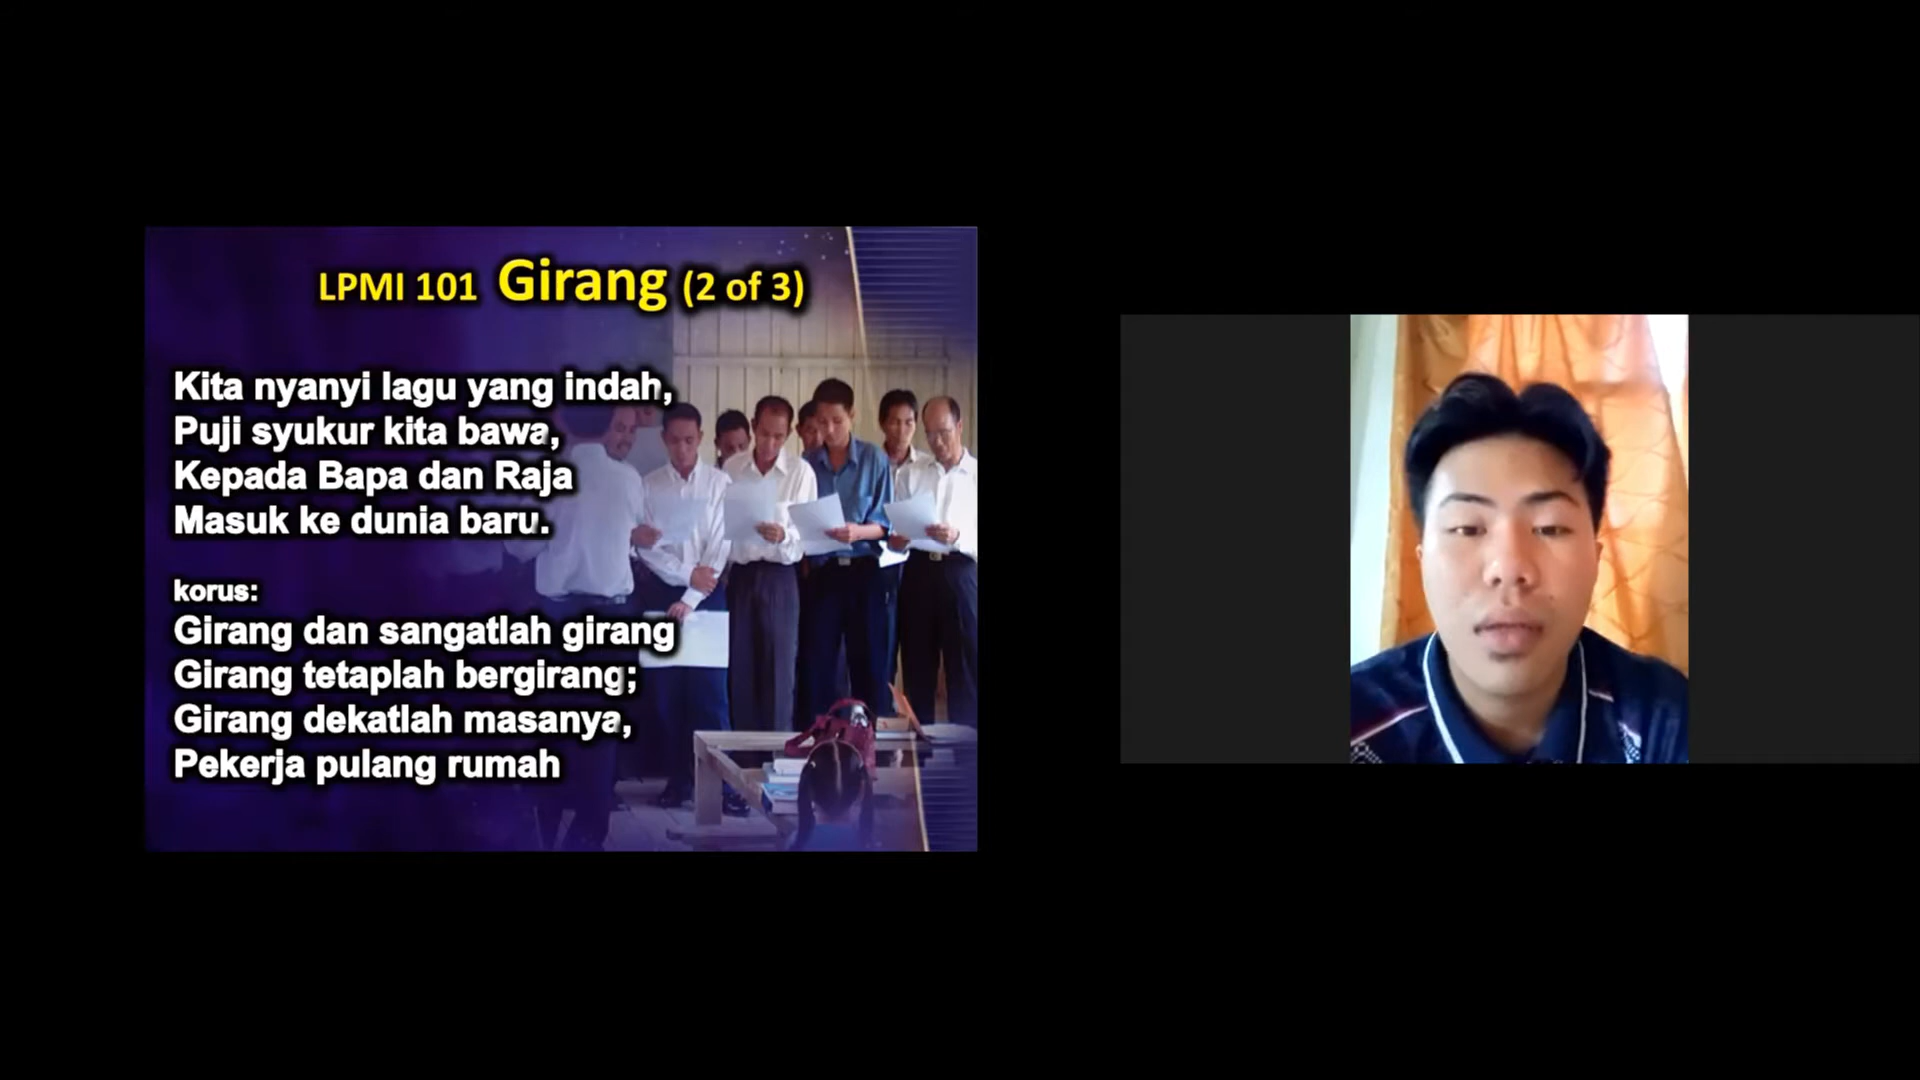 LPMI 101 Girang (2 of 3)
Kita nyanyi lagu yang indah,
Puji syukur kita bawa,
Kepada Bapa dan Raja
Masuk ke dunia baru.
korus:
Girang dan sangatlah girang
Girang tetaplah bergirang;
Girang dekatlah masanya,
Pekerja pulang rumah